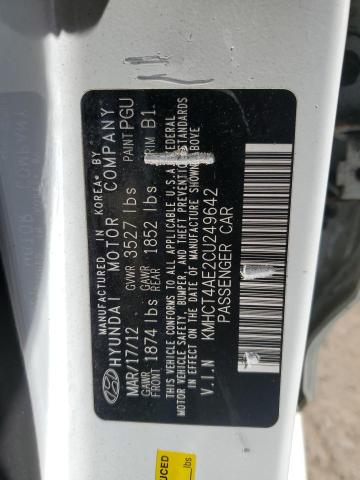 MANUFACTURED IN KOREA* BY
HYUNDAI MOTOR COMPANY
MAR/17/12 GVWR 3527 lbs PAINT PGU
GAWR FRONT 1874 lbs GAWR REAR 1852 lbs TRIM B1
THIS VEHICLE CONFORMS TO ALL APPLICABLE U.S.A. FEDERAL
MOTOR VEHICLE SAFETY, BUMPER, AND THEFT PREVENTION STANDARDS
IN EFFECT ON THE DATE OF MANUFACTURE SHOWN ABOVE
V.I.N KMHCT4AE2CU249642
PASSENGER CAR
UCED
lbs